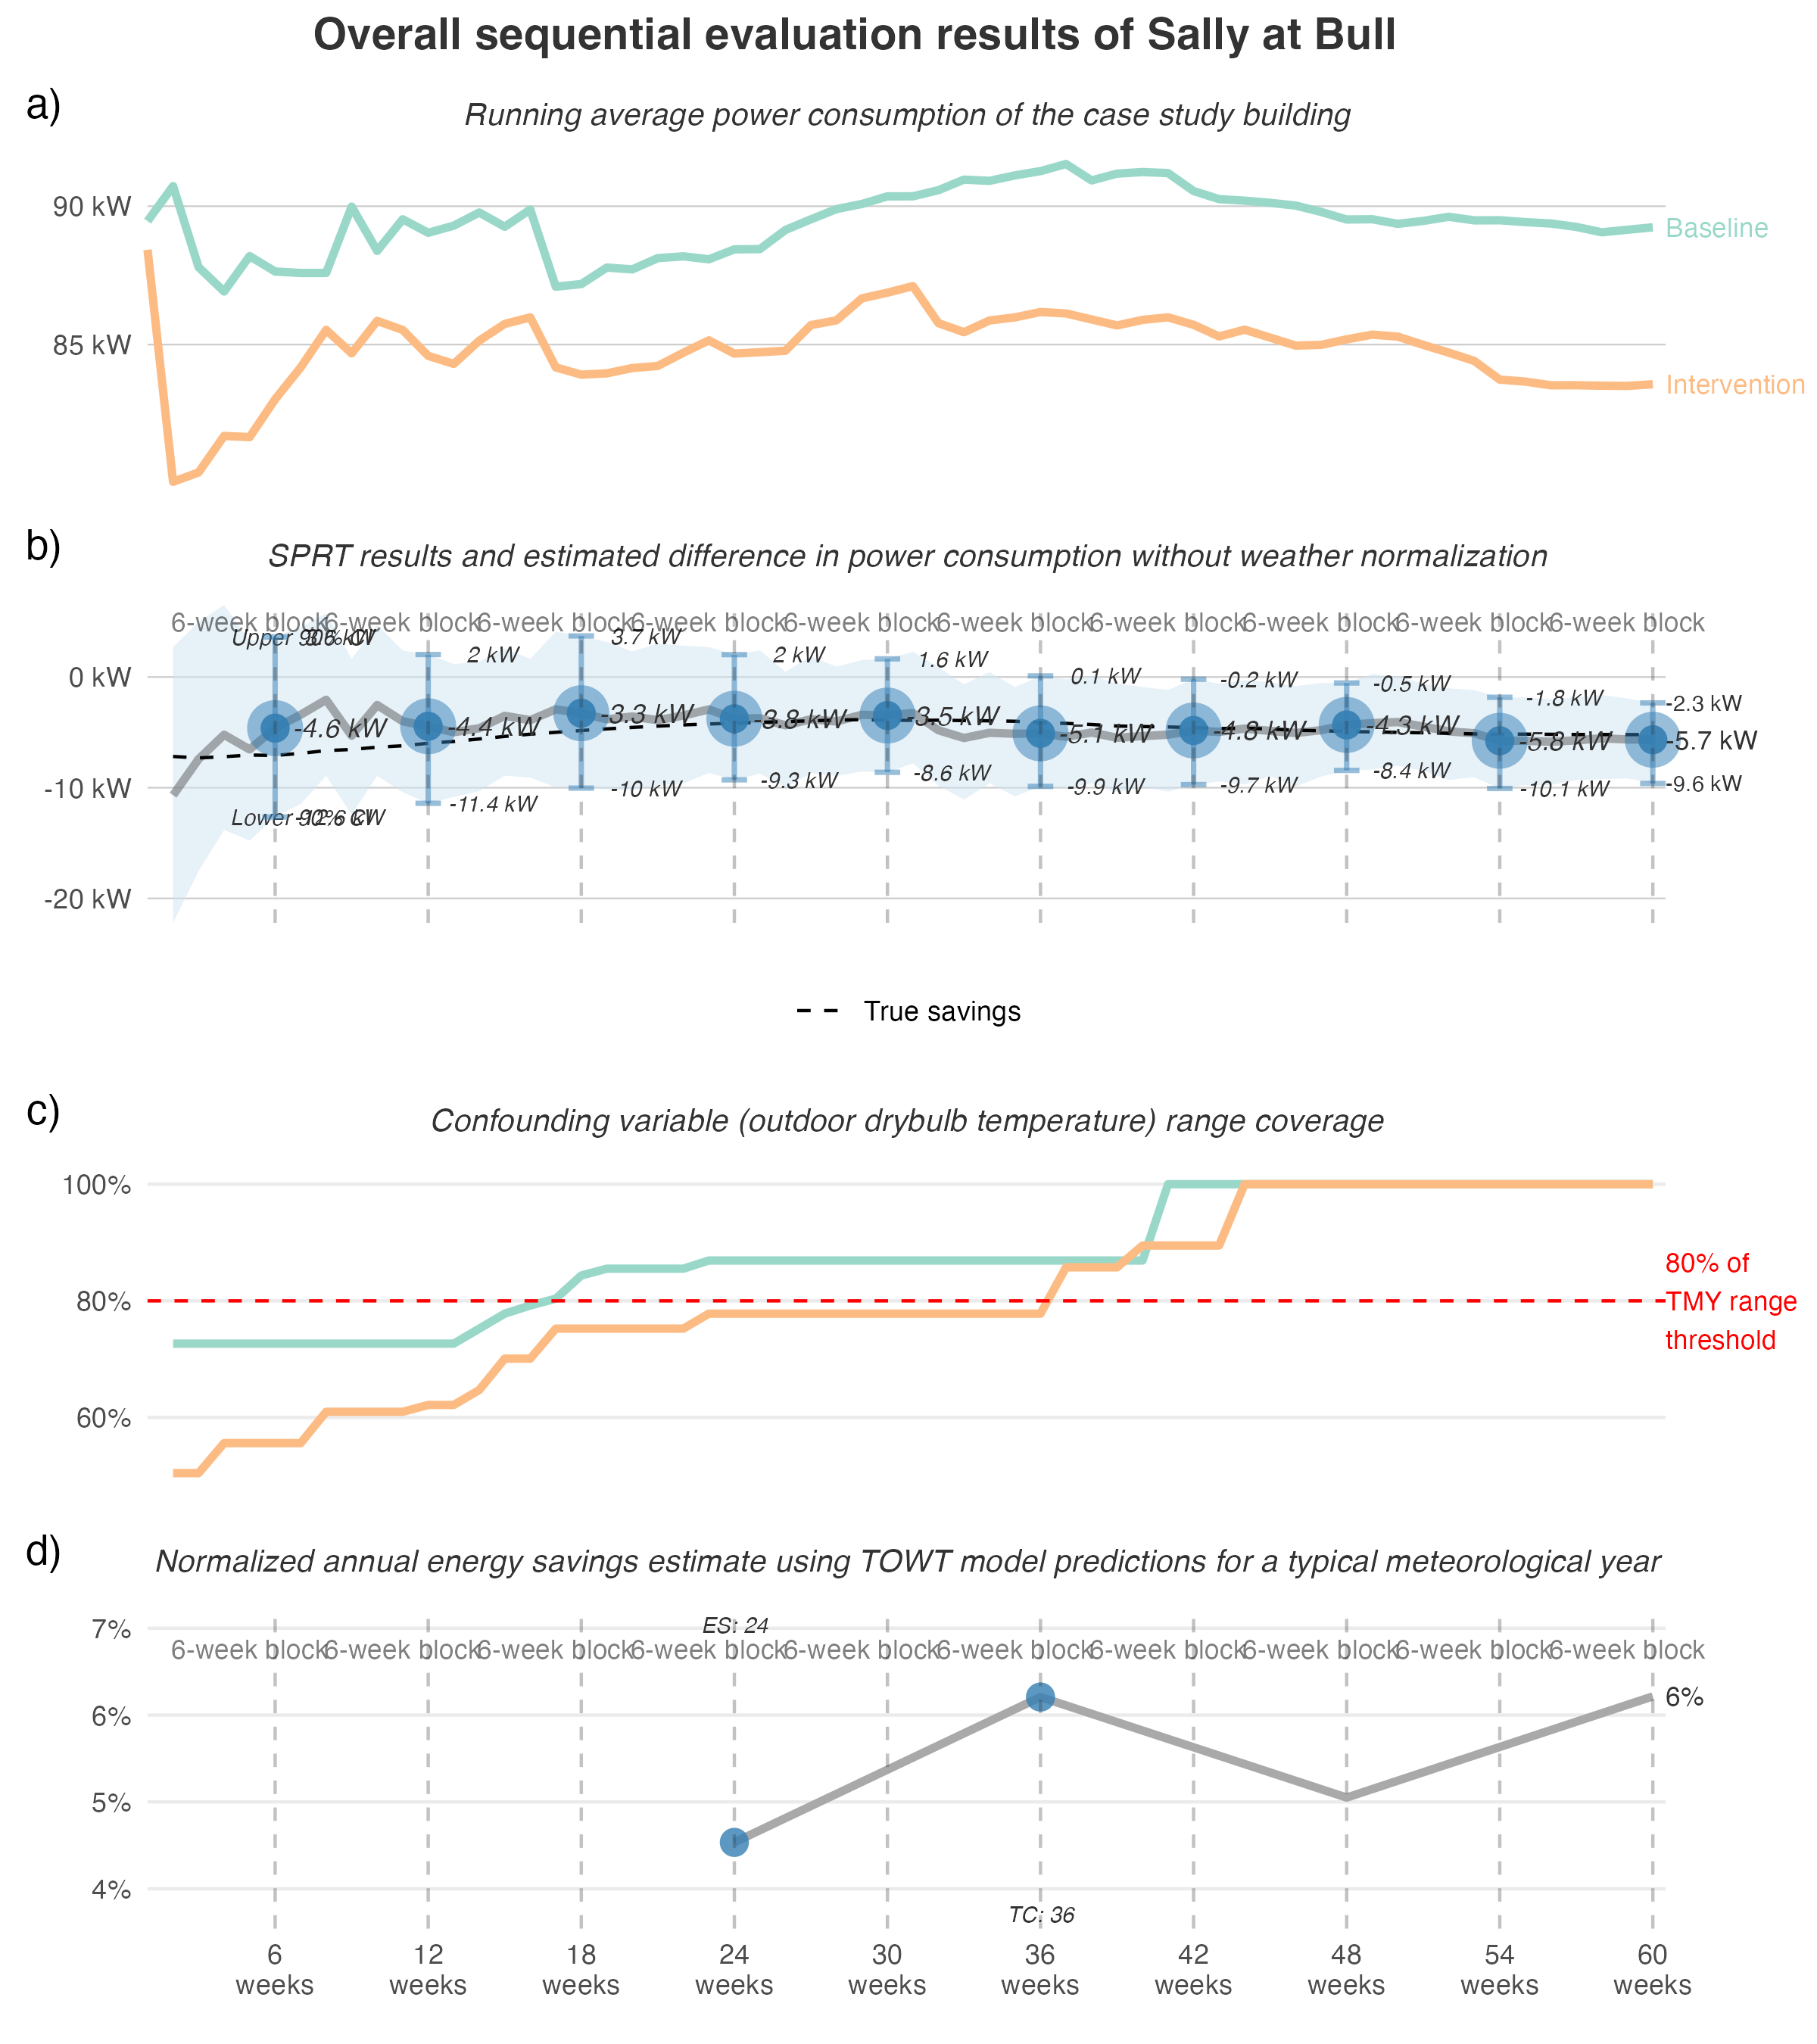 Overall sequential evaluation results of Sally at Bull
a)
Running average power consumption of the case study building
90 kW
Baseline
85 kW
Intervention
b)
SPRT results and estimated difference in power consumption without weather normalization
6-week block 6-week block 6-week block 6-week block 6-week block 6-week block 6-week block 6-week block 6-week block 6-week block
Upper 90% CI 3.6 kW 2 kW 3.7 kW 2 kW 1.6 kW 0.1 kW -0.2 kW -0.5 kW -1.8 kW -2.3 kW
0 kW
-4.6 kW -4.4 kW -3.3 kW -3.8 kW -3.5 kW -5.1 kW -4.8 kW -4.3 kW -5.8 kW -5.7 kW
-10 kW
Lower 90% CI -12.6 kW -11.4 kW -10 kW -9.3 kW -8.6 kW -9.9 kW -9.7 kW -8.4 kW -10.1 kW -9.6 kW
-20 kW
True savings
c)
Confounding variable (outdoor drybulb temperature) range coverage
100%
80%
60%
80% of
TMY range
threshold
d)
Normalized annual energy savings estimate using TOWT model predictions for a typical meteorological year
7%
ES: 24
6-week block 6-week block 6-week block 6-week block 6-week block 6-week block 6-week block 6-week block 6-week block 6-week block
6%
6%
5%
4%
TC: 36
6 12 18 24 30 36 42 48 54 60
weeks weeks weeks weeks weeks weeks weeks weeks weeks weeks